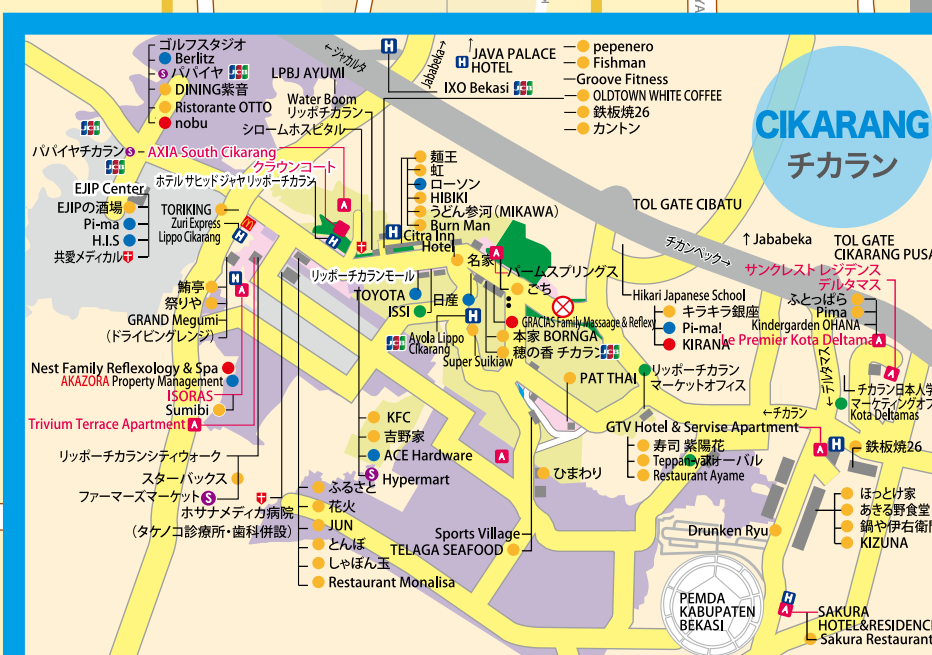 CIKARANG
チカラン
ゴルフスタジオ
Berlitz
パパイヤ JCB
DINING紫音
Ristorante OTTO
nobu
LPBJ AYUMI
Water Boom
リッポーチカラン
シロームホスピタル
←ジャカルタ
Jababeka→
JAVA PALACE
HOTEL
IXO Bekasi JCB
pepenero
Fishman
Groove Fitness
OLDTOWN WHITE COFFEE
鉄板焼26
カントン
JCB
パパイヤチカラン
JCB
AXIA South Cikarang
クラウンコート
ホテル サヒッド ジャヤ リッポーチカラン
EJIP Center
EJIPの酒場
Pi-ma
H.I.S
共愛メディカル
TORIKING
Zuri Express
Lippo Cikarang
麺王
虹
ローソン
HIBIKI
うどん参河(MIKAWA)
Burn Man
Citra Inn
Hotel
名家
TOL GATE CIBATU
チカンペック→
↑Jababeka
TOL GATE
CIKARANG PUSA
サンクレスト レジデンス
デルタマス
ふとっぱら
Pima
Kindergarden OHANA
Le Premier Kota Deltamas
パームスプリングス
ごち
リッポーチカランモール
TOYOTA
ISSI
日産
GRACIAS Family Massaage & Reflexy
本家 BORNGA
穂の香 チカラン JCB
JCB
Ayola Lippo
Cikarang
Super Suikiaw
Hikari Japanese School
キラキラ銀座
Pi-ma!
KIRANA
鮪亭
祭りや
GRAND Megumi
(ドライビングレンジ)
Nest Family Reflexology & Spa
AKAZORA Property Management
ISORAS
Sumibi
Trivium Terrace Apartment
PAT THAI
リッポーチカラン
マーケットオフィス
←デルタマス
チカラン日本人学
マーケティングオフ
Kota Deltamas
←チカラン
KFC
吉野家
ACE Hardware
Hypermart
GTV Hotel & Servise Apartment
寿司 紫陽花
Teppan-ya
ォーバル
Restaurant Ayame
鉄板焼26
リッポーチカランシティウォーク
スターバックス
ファーマーズマーケット
ホサナメディカ病院
(タケノコ診療所・歯科併設)
ふるさと
花火
JUN
とんぼ
しゃぼん玉
Restaurant Monalisa
ひまわり
Sports Village
TELAGA SEAFOOD
Drunken Ryu
ほっとけ家
あきる野食堂
鍋や伊右衛門
KIZUNA
PEMDA
KABUPATEN
BEKASI
SAKURA
HOTEL&RESIDENCE
Sakura Restaurant